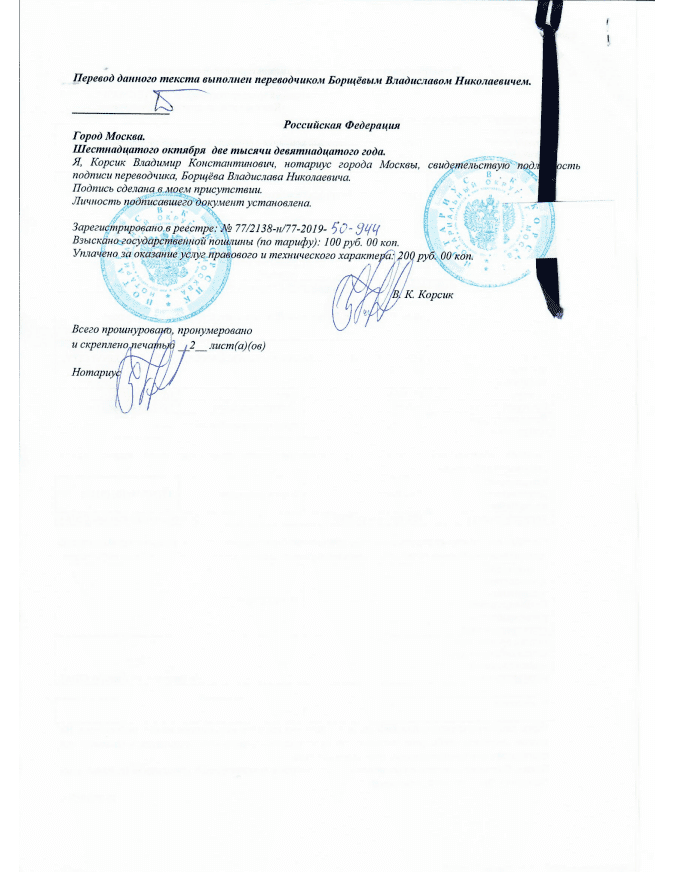 Перевод данного текста выполнен переводчиком Борщёвым Владиславом Николаевичем.
Российская Федерация
Город Москва.
Шестнадцатого октября две тысячи девятнадцатого года.
Я, Корсик Владимир Константинович, нотариус города Москвы, свидетельствую
подписи переводчика, Борщёва Владислава Николаевича.
Подпись сделана в моем присутствии.
Личность подписавшего документ установлена.
Зарегистрировано в реестре: № 77/2138-н/77-2019- 50-944
Взыскано государственной пошлины (по тарифу): 100 руб. 00 коп.
Уплачено за оказание услуг правового и технического характера: 200 руб. 00 коп.
В. К. Корсик
Всего прошнуровано, пронумеровано
и скреплено печатью __2__ лист(а)(ов)
Нотариус